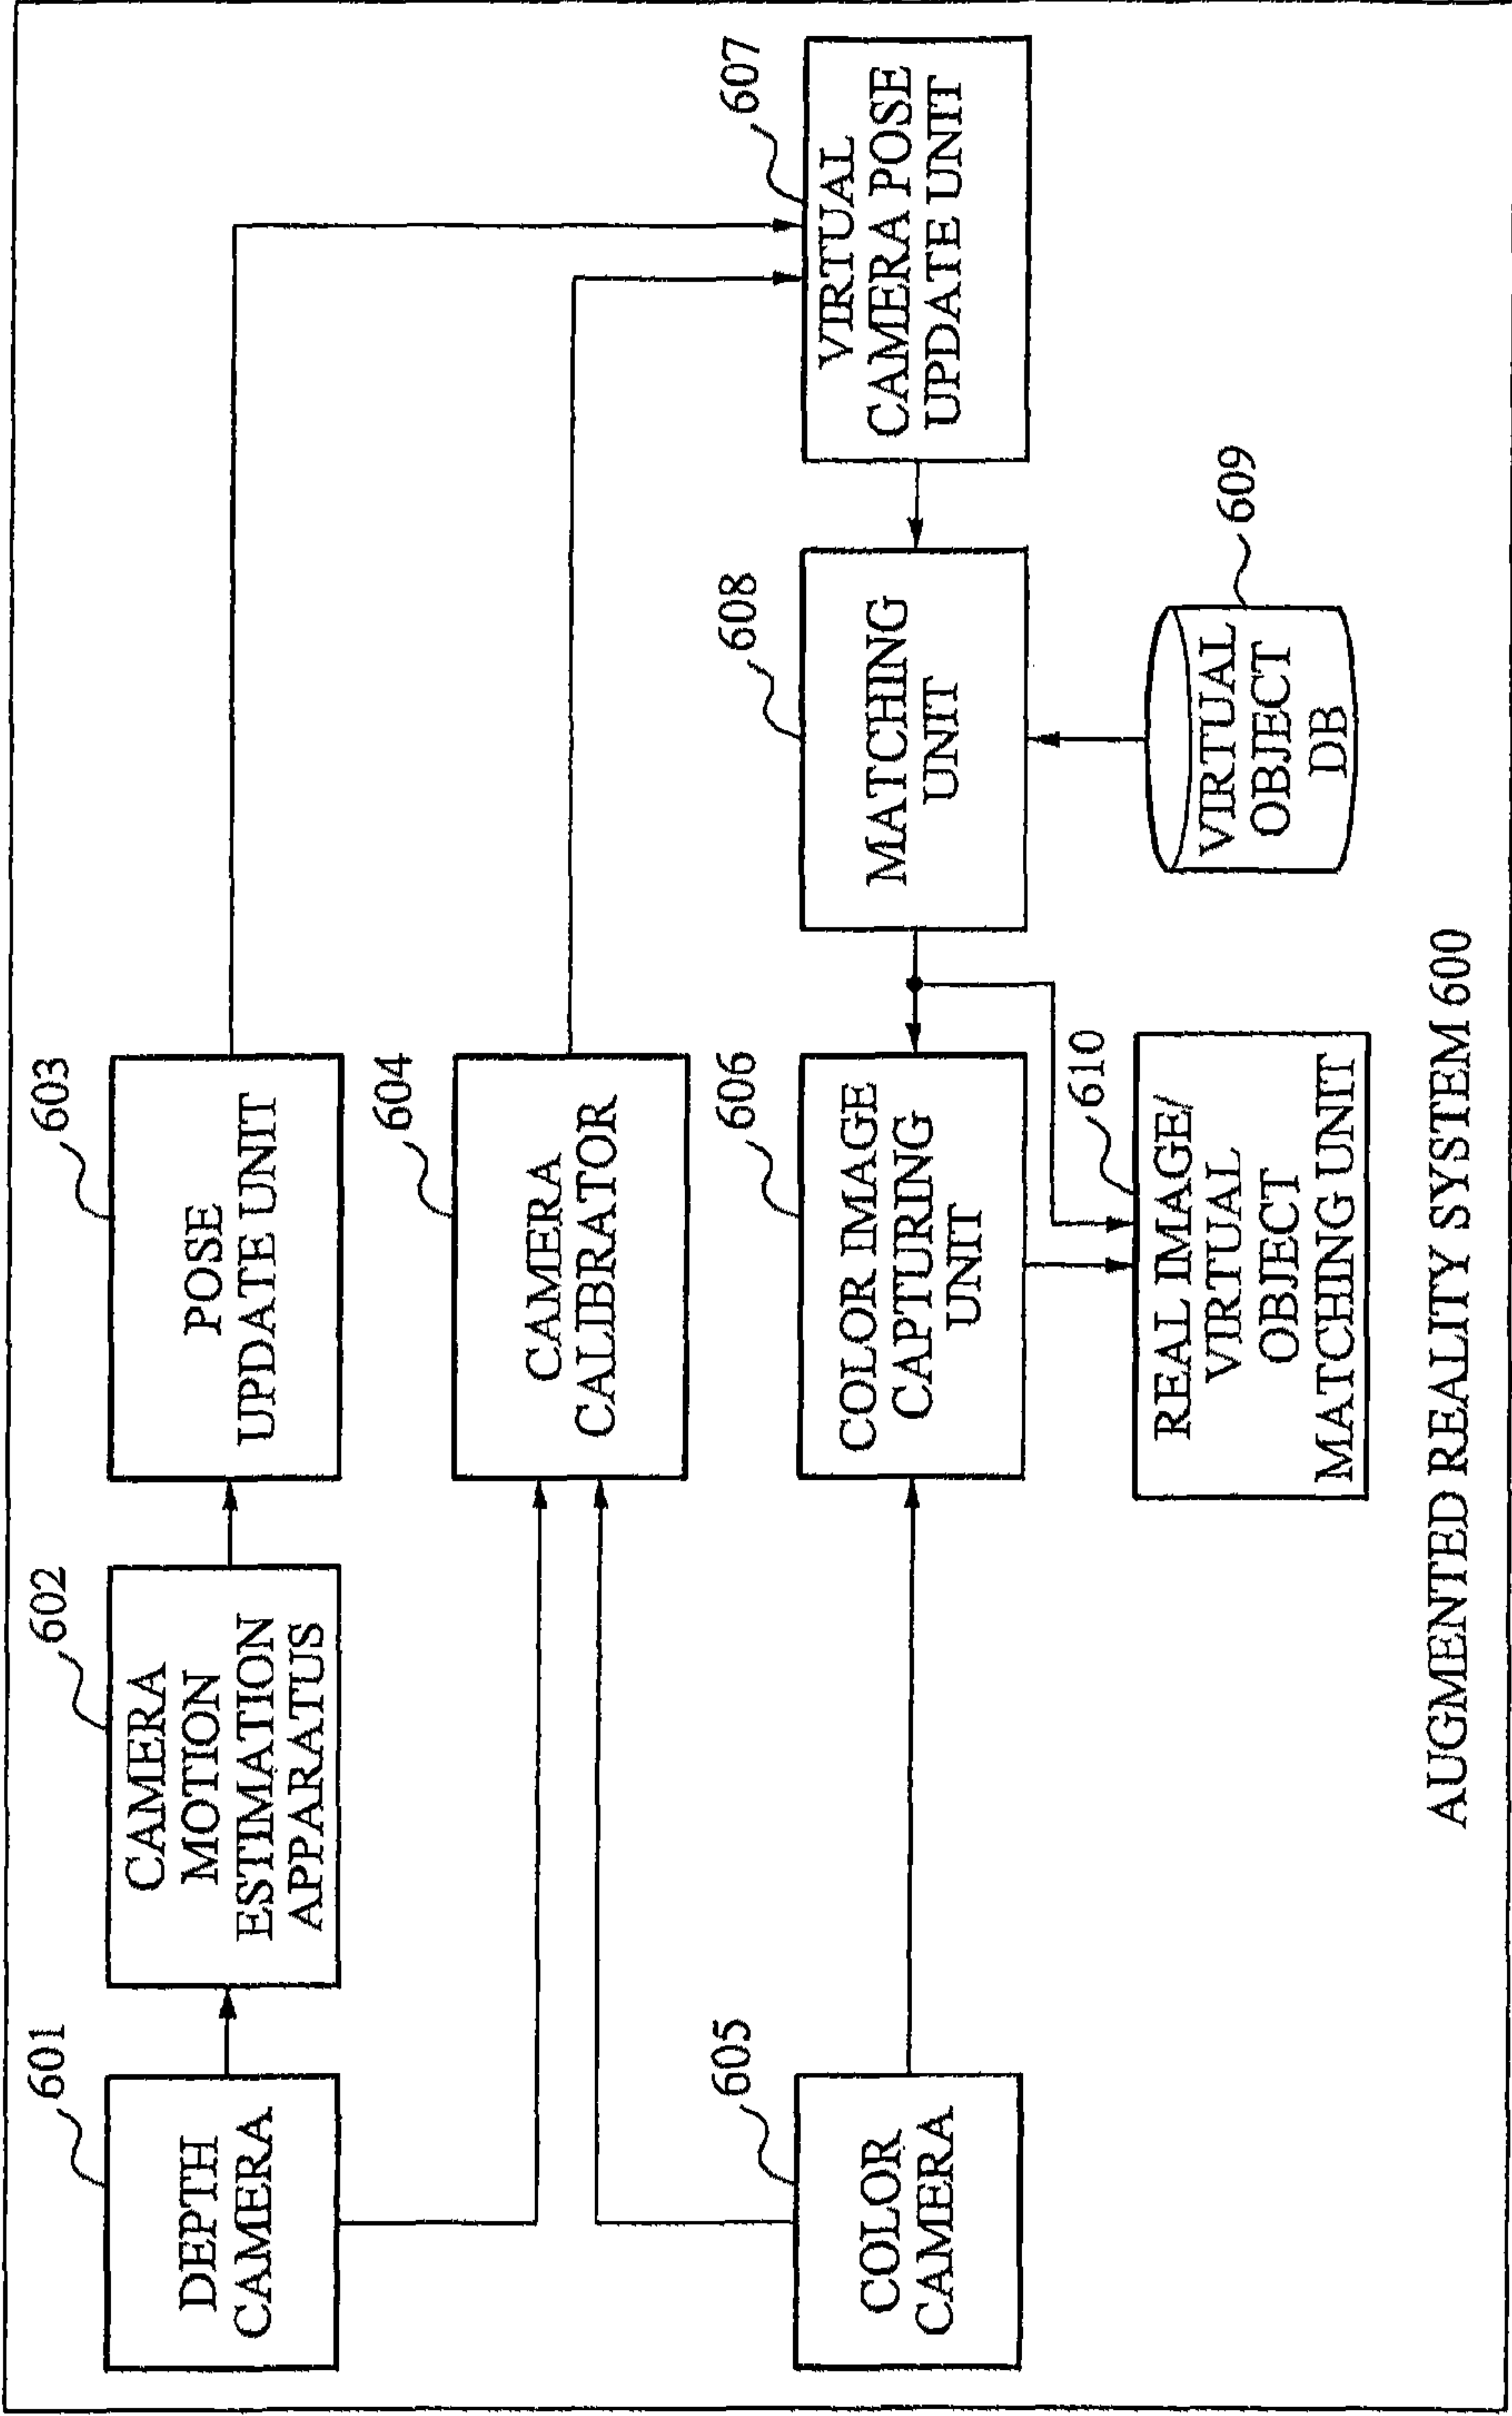 601
DEPTH
CAMERA
602
CAMERA
MOTION
ESTIMATION
APPARATUS
603
POSE
UPDATE UNIT
604
CAMERA
CALIBRATOR
605
COLOR
CAMERA
606
COLOR IMAGE
CAPTURING
UNIT
608
MATCHING
UNIT
607
VIRTUAL
CAMERA POSE
UPDATE UNIT
610
REAL IMAGE/
VIRTUAL
OBJECT
MATCHING UNIT
609
VIRTUAL
OBJECT
DB
AUGMENTED REALITY SYSTEM 600